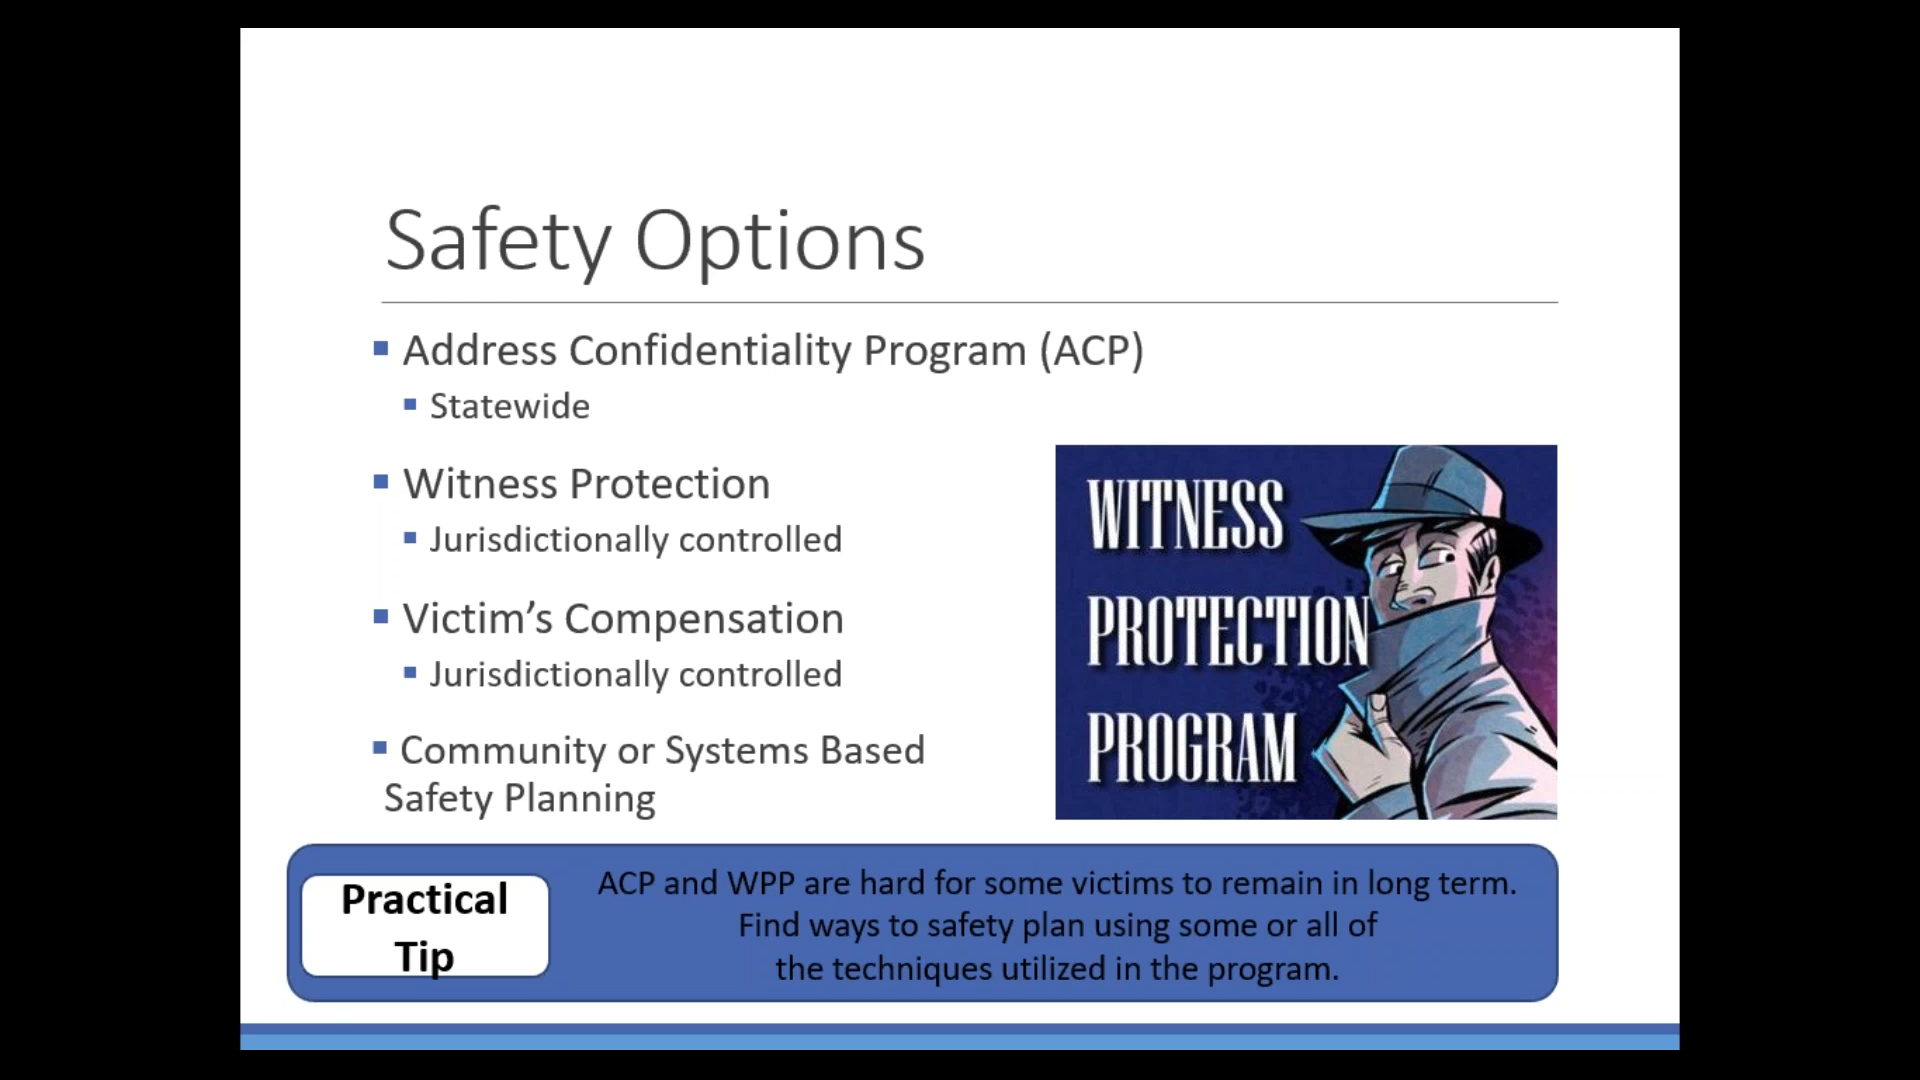 Safety Options
▪ Address Confidentiality Program (ACP)
▪ Statewide
▪ Witness Protection
▪ Jurisdictionally controlled
▪ Victim’s Compensation
▪ Jurisdictionally controlled
▪ Community or Systems Based
Safety Planning
WITNESS
PROTECTION
PROGRAM
Practical
Tip
ACP and WPP are hard for some victims to remain in long term.
Find ways to safety plan using some or all of
the techniques utilized in the program.